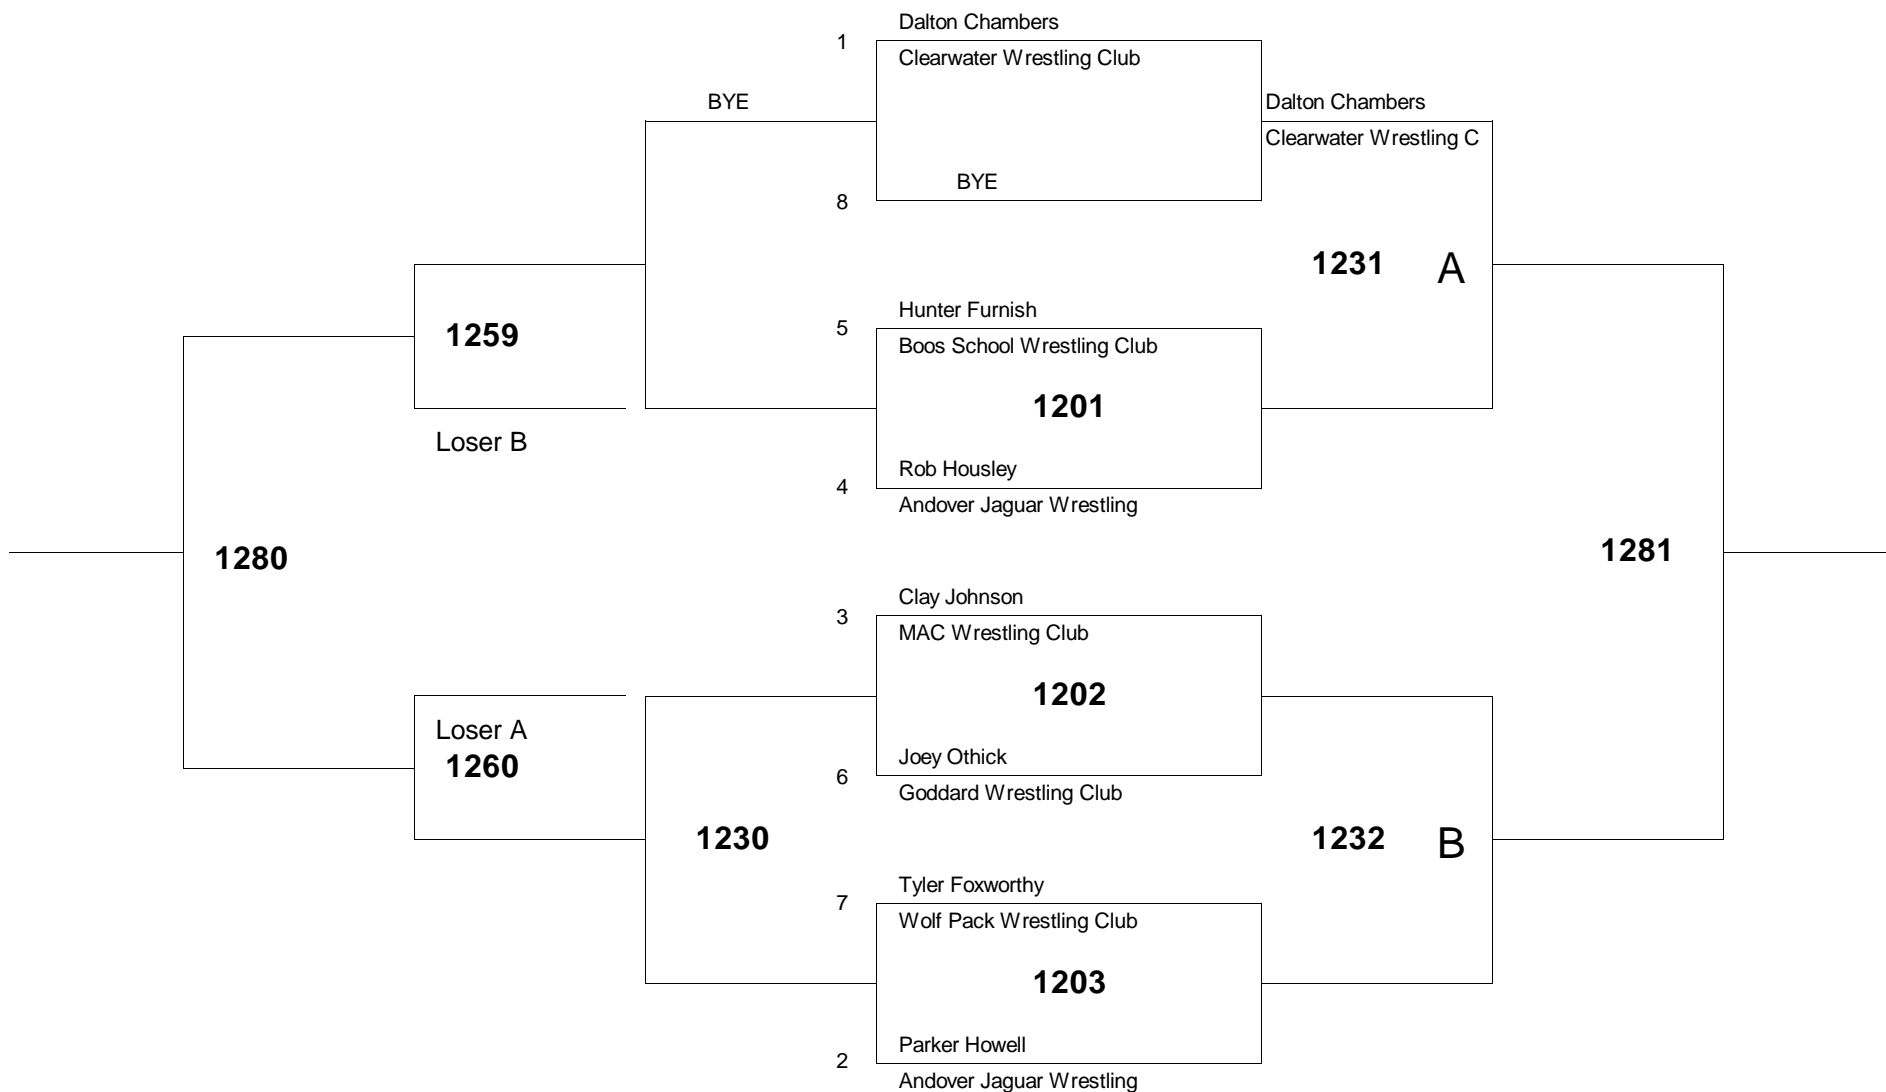 Dalton Chambers
1
Clearwater Wrestling Club
BYE
Dalton Chambers
Clearwater Wrestling C
BYE
8
1231 A
Hunter Furnish
5
1259
Boos School Wrestling Club
1201
Loser B
Rob Housley
4
Andover Jaguar Wrestling
1280
1281
Clay Johnson
3
MAC Wrestling Club
1202
Loser A
Joey Othick
1260
6
Goddard Wrestling Club
1230
1232 B
Tyler Foxworthy
7
Wolf Pack Wrestling Club
1203
Parker Howell
2
Andover Jaguar Wrestling